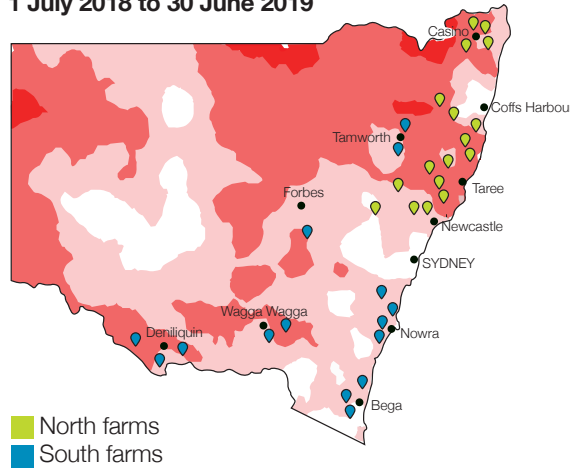 1 July 2018 to 30 June 2019
Casino
Coffs Harbou
Tamworth
Taree
Forbes
Newcastle
SYDNEY
Wagga Wagga
Deniliquin
Nowra
Bega
North farms
South farms